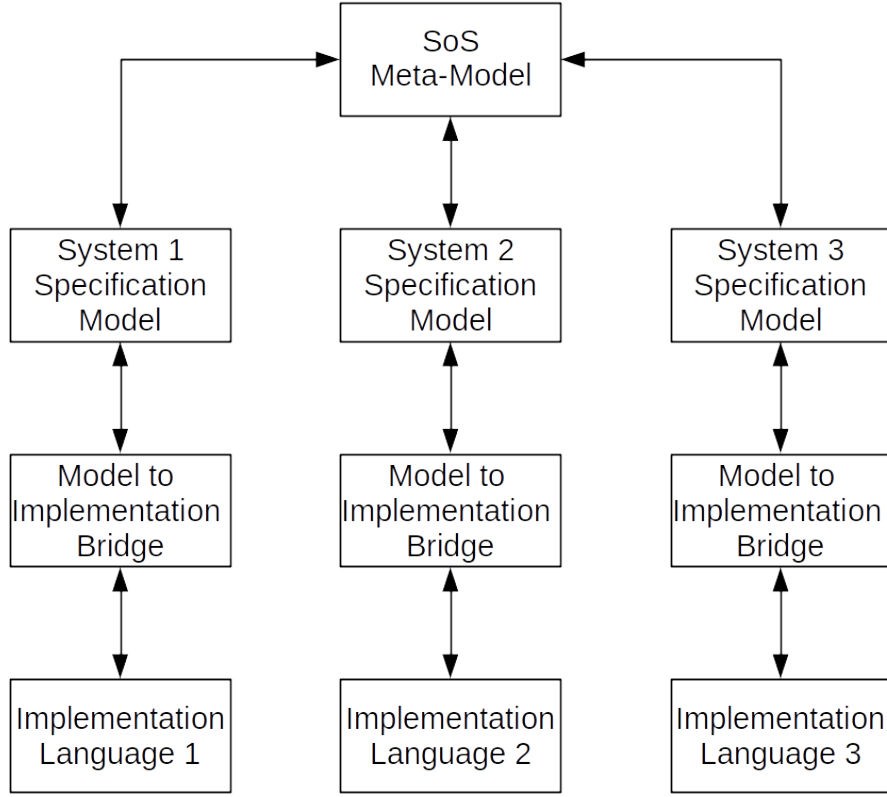 SoS
Meta-Model
System 1
Specification
Model
System 2
Specification
Model
System 3
Specification
Model
Model to
Implementation
Bridge
Model to
Implementation
Bridge
Model to
Implementation
Bridge
Implementation
Language 1
Implementation
Language 2
Implementation
Language 3